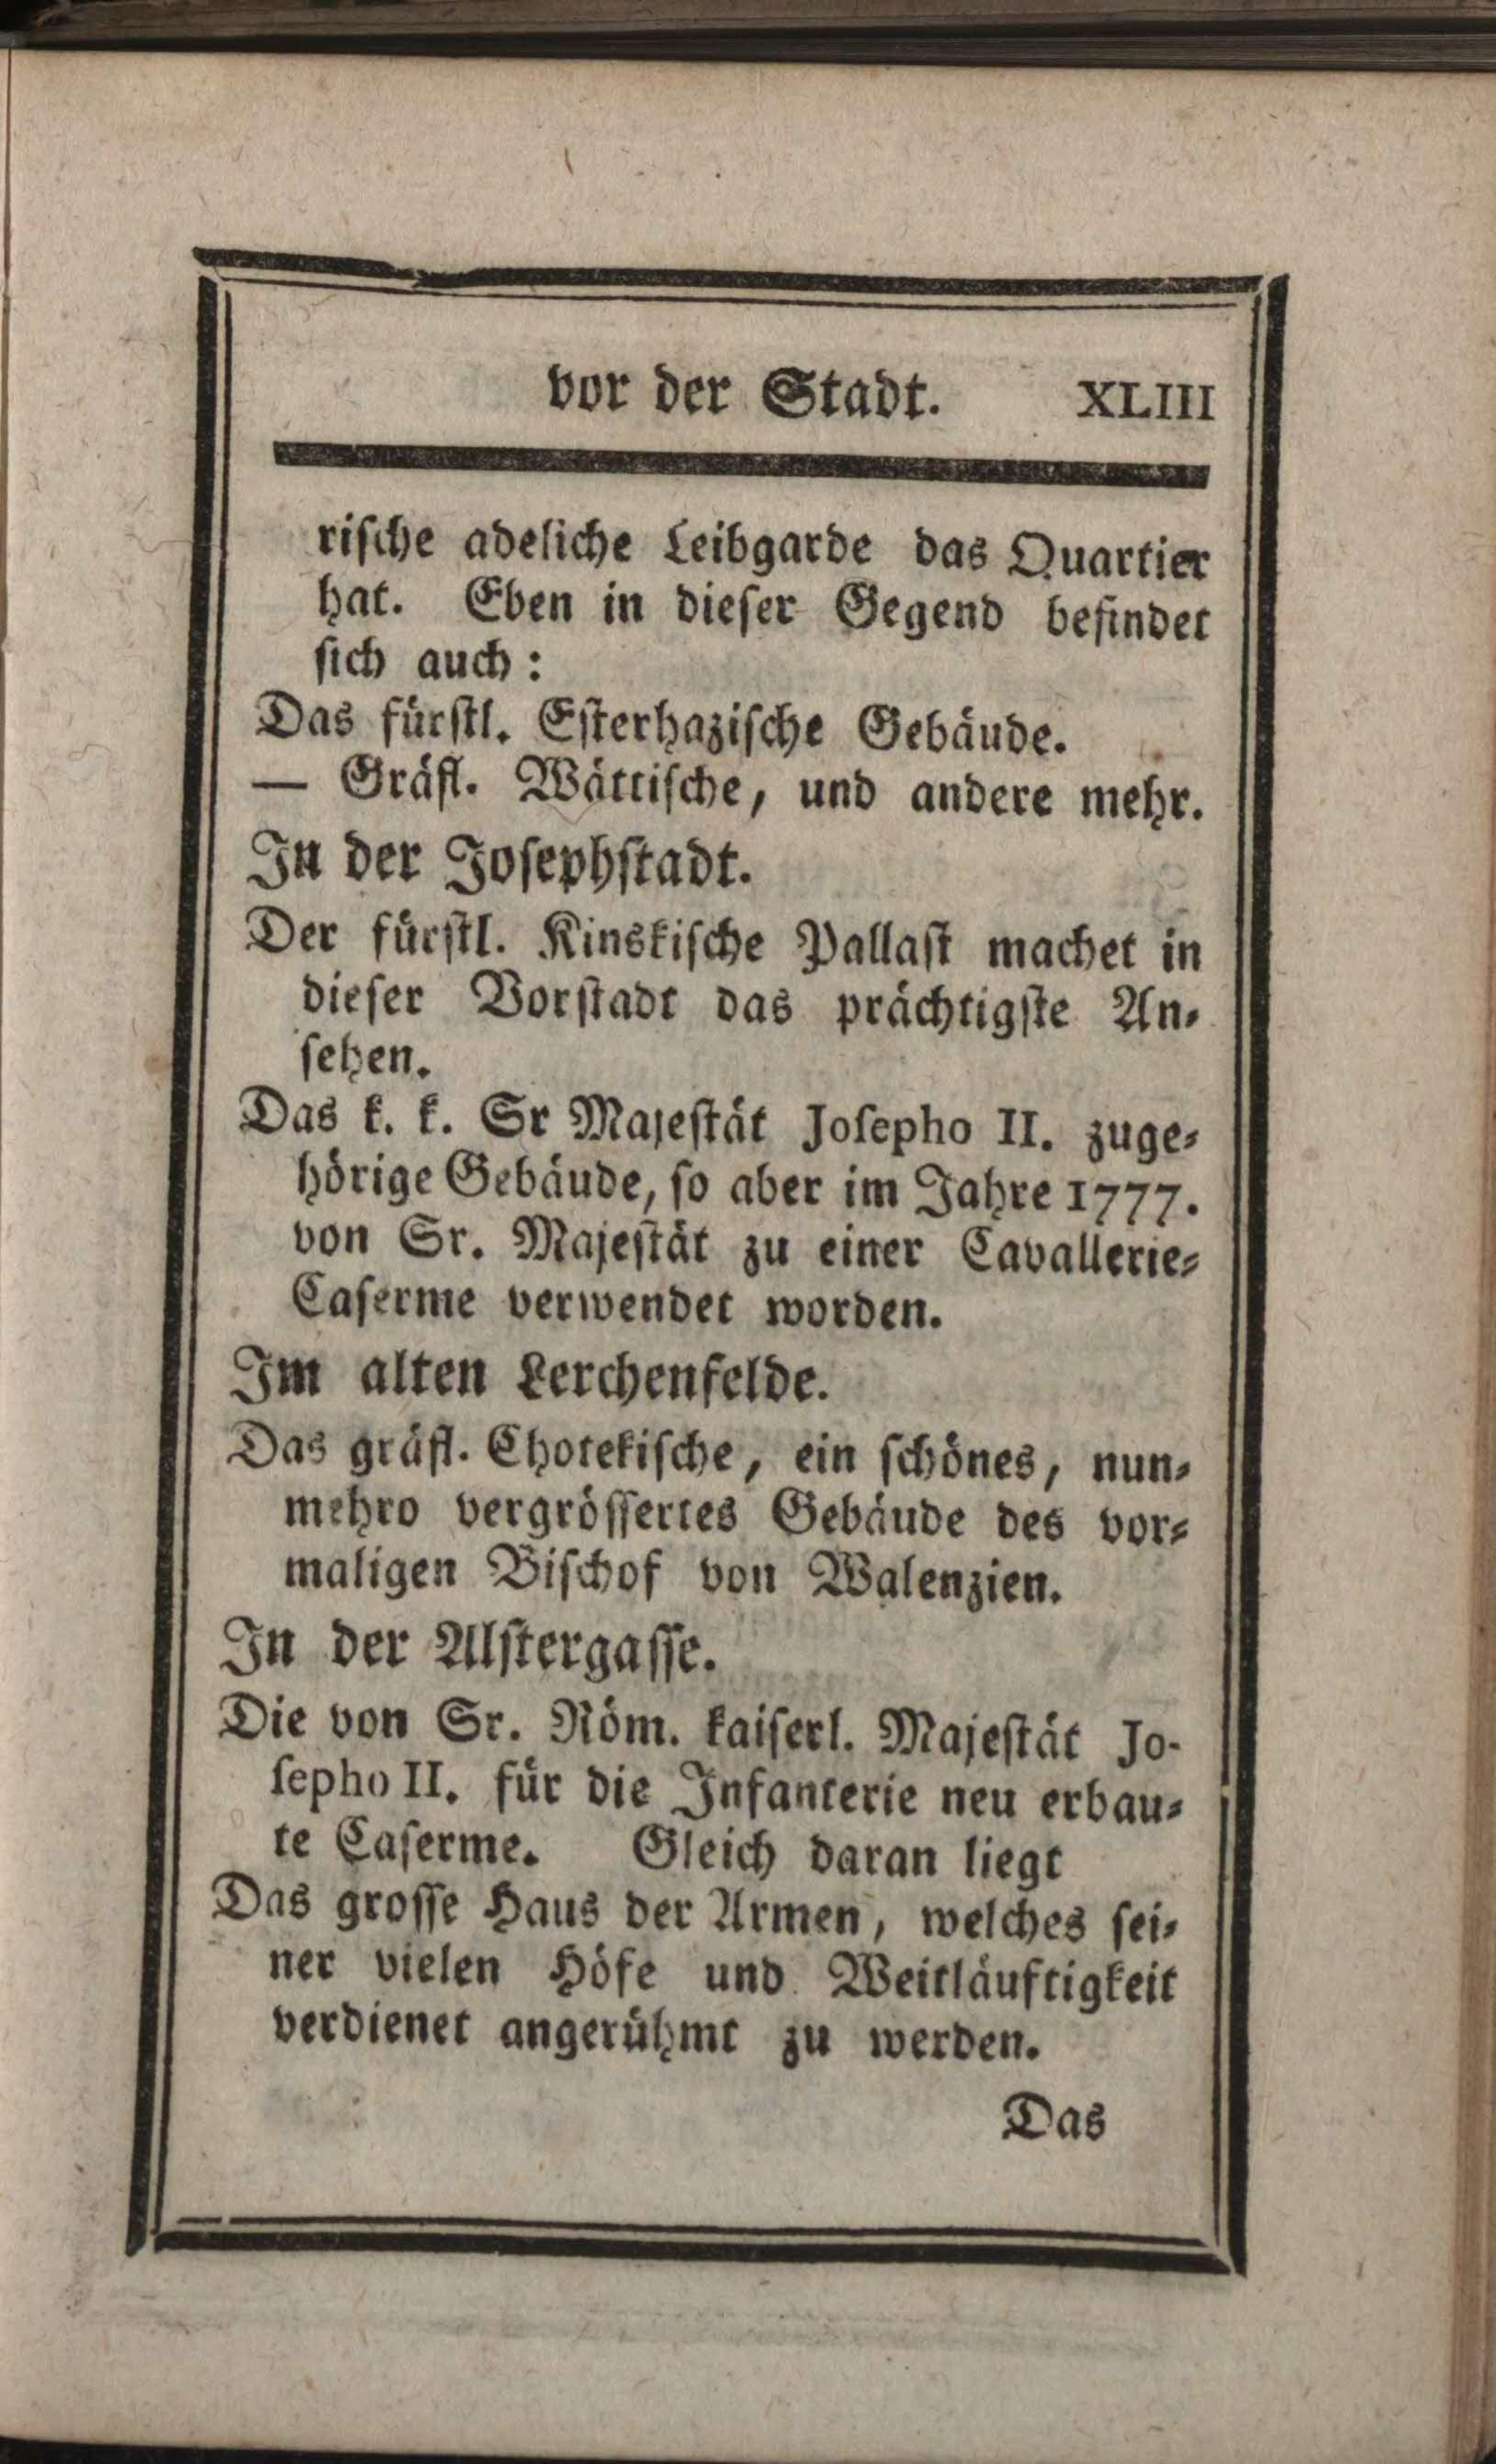 vor der Stadt. XLIII
riſche adeliche Leibgarde das Quartier
hat. Eben in dieſer Gegend befindet
ſich auch:
Das fürſtl. Eſterhaziſche Gebäude.
— Gräfl. Wättiſche, und andere mehr.
In der Joſephſtadt.
Der fürſtl. Kinskiſche Pallaſt machet in
dieſer Vorſtadt das prächtigſte An-
ſehen.
Das k. k. Sr Majeſtät Joſepho II. zuge-
hörige Gebäude, ſo aber im Jahre 1777.
von Sr. Majeſtät zu einer Cavallerie-
Caſerme verwendet worden.
Im alten Lerchenfelde.
Das gräfl. Chotekiſche, ein ſchönes, nun-
mehro vergröſſertes Gebäude des vor-
maligen Biſchof von Walenzien.
In der Alſtergaſſe.
Die von Sr. Röm. kaiſerl. Majeſtät Jo-
ſepho II. für die Infanterie neu erbau-
te Caſerme. Gleich daran liegt
Das groſſe Haus der Armen, welches ſei-
ner vielen Höfe und Weitläuftigkeit
verdienet angerühmt zu werden.
Das